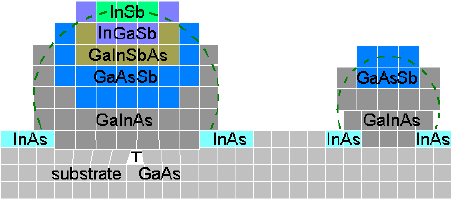 InSb
InGaSb
GaInSbAs
GaAsSb
GaAsSb
GaInAs
GaInAs
InAs
InAs
InAs
InAs
T
substrate GaAs